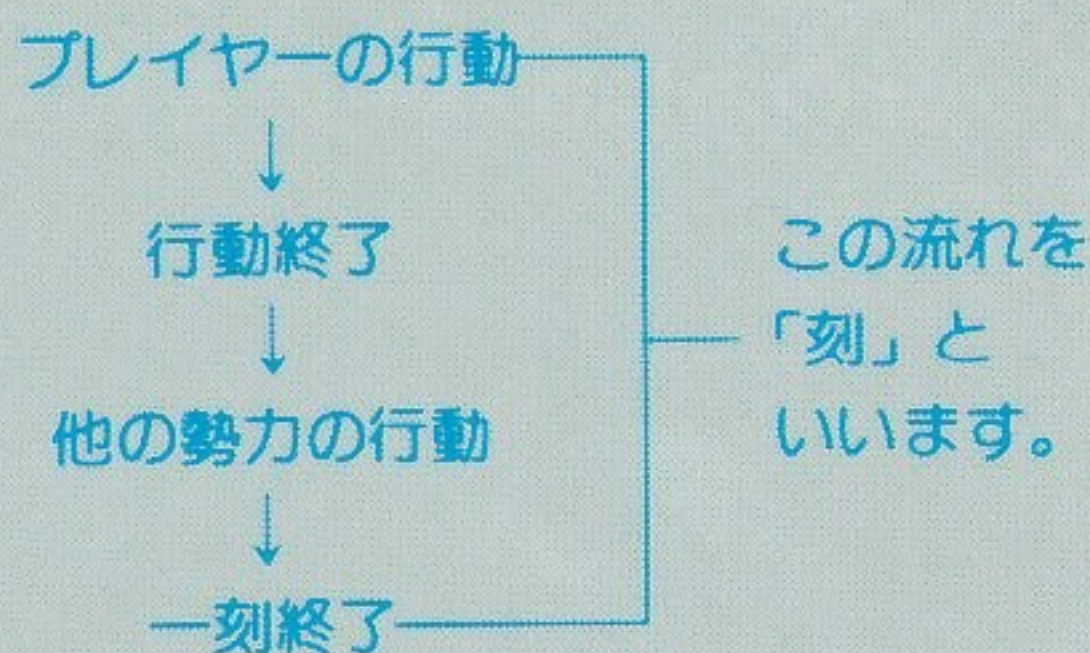 プレイヤーの行動
↓
行動終了
↓
他の勢力の行動
↓
一刻終了
この流れを
「刻」と
いいます。